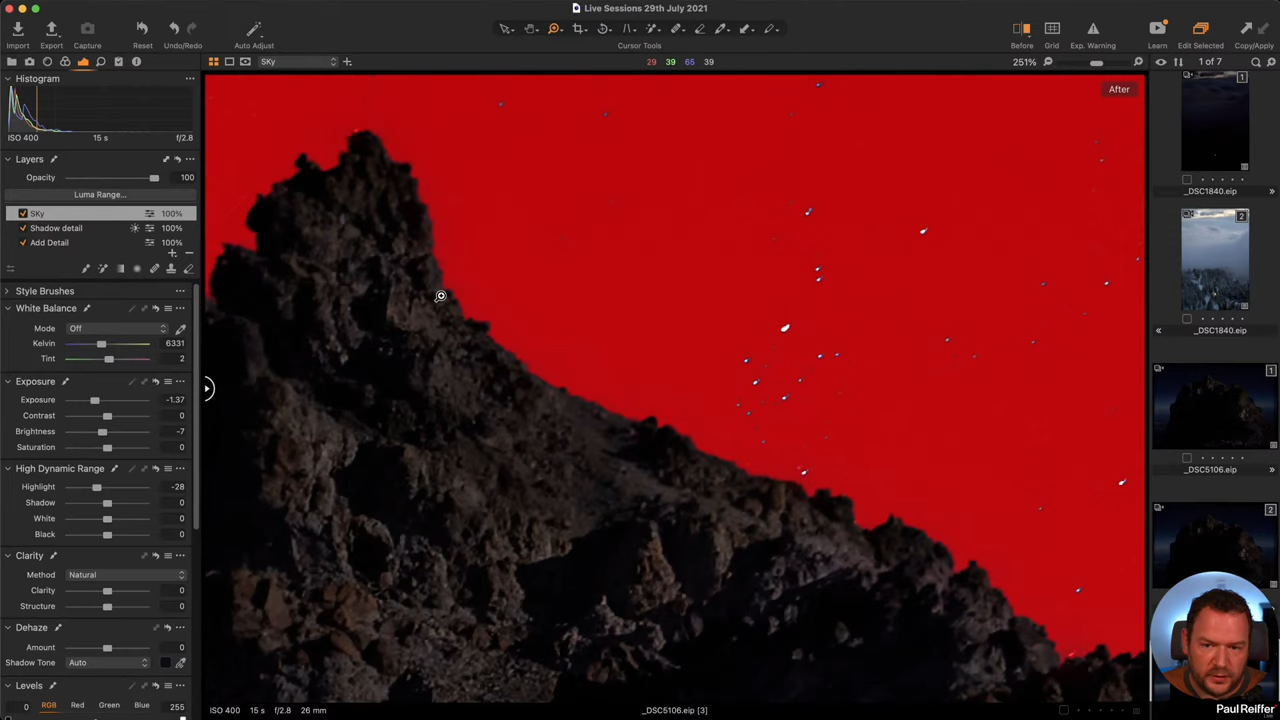 Live Sessions 29th July 2021
Import
Export
Capture
Reset
Undo/Redo
Auto Adjust
Cursor Tools
Before
Grid
Exp. Warning
Learn
Edit Selected
Copy/Apply
SKy
29 39 65 39
251%
1 of 7
Histogram
ISO 400 15 s f/2.8
Layers
Opacity 100
Luma Range...
SKy 100%
Shadow detail 100%
Add Detail 100%
Style Brushes
White Balance
Mode Off
Kelvin 6331
Tint 2
Exposure
Exposure -1.37
Contrast 0
Brightness -7
Saturation 0
High Dynamic Range
Highlight -28
Shadow 0
White 0
Black 0
Clarity
Method Natural
Clarity 0
Structure 0
Dehaze
Amount 0
Shadow Tone Auto
Levels
0 RGB Red Green Blue 255
After
ISO 400 15 s f/2.8 26 mm
_DSC5106.eip [3]
1
_DSC1840.eip
2
_DSC1840.eip
1
_DSC5106.eip
2
Paul Reiffer
Live